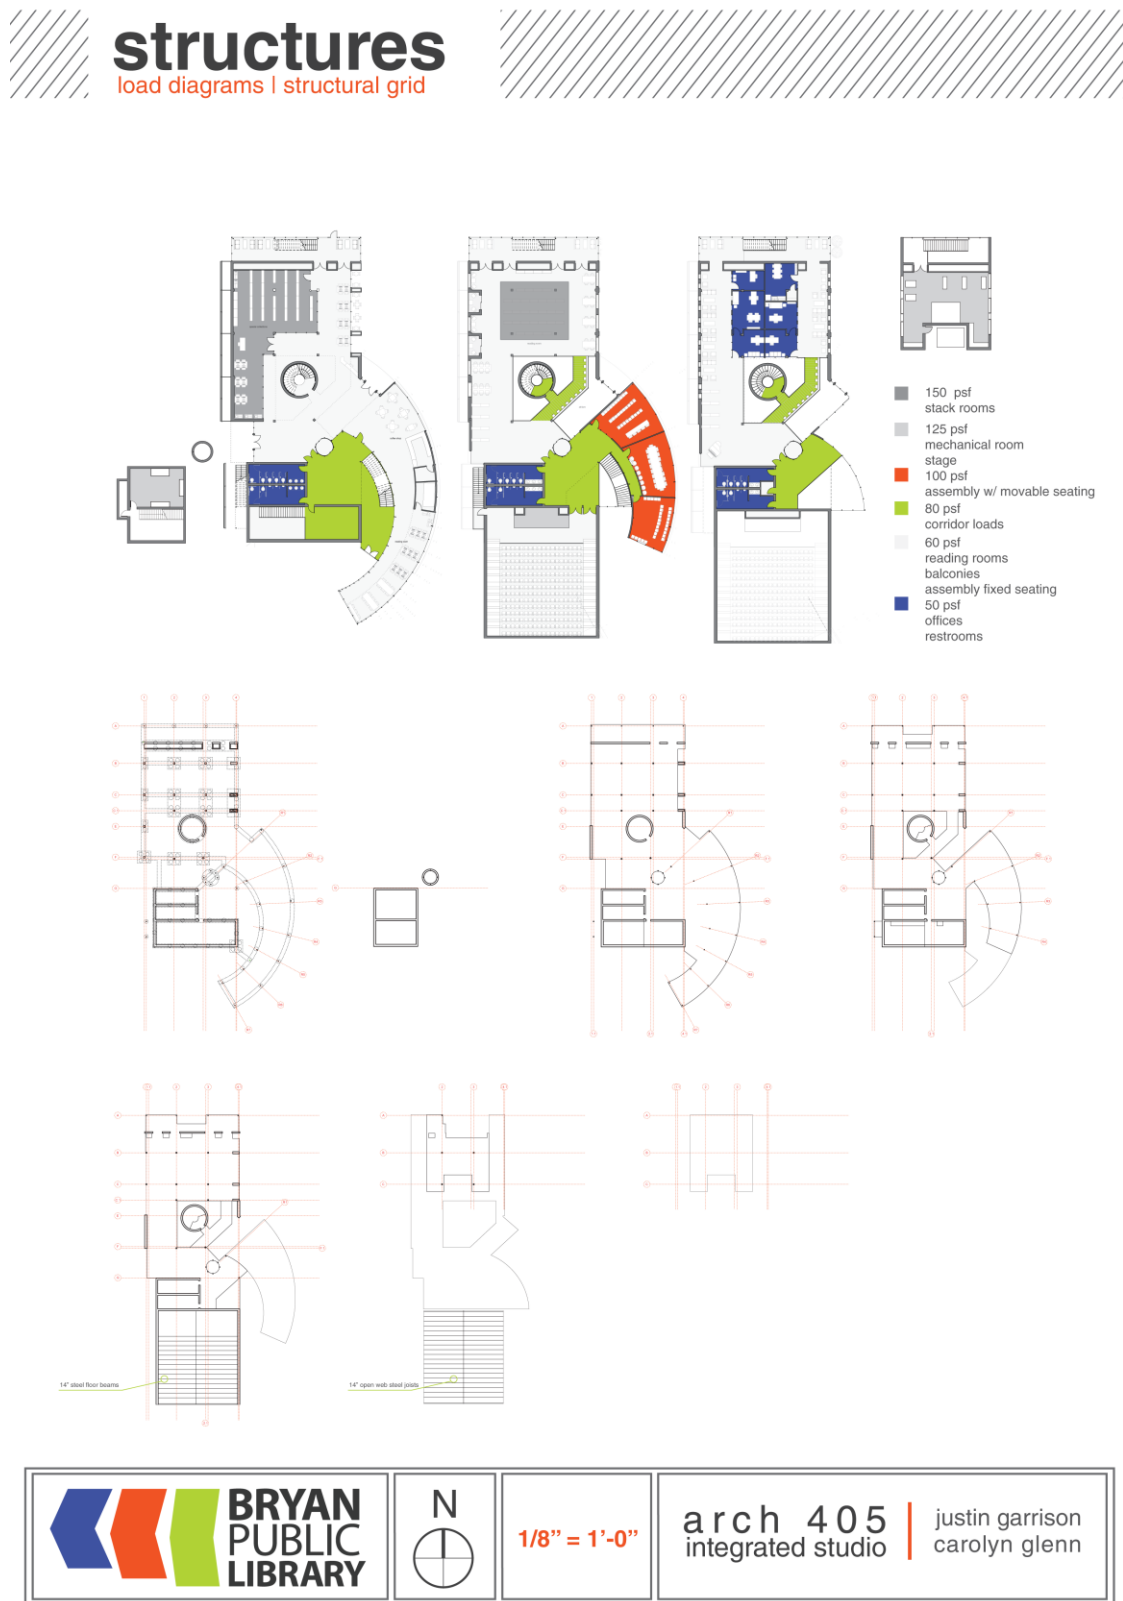 structures
load diagrams | structural grid
150 psf
stack rooms
125 psf
mechanical room
stage
100 psf
assembly w/ movable seating
80 psf
corridor loads
60 psf
reading rooms
balconies
assembly fixed seating
50 psf
offices
restrooms
14" steel floor beams
14" open web steel joists
BRYAN
PUBLIC
LIBRARY
N
1/8” = 1’-0”
arch 405
integrated studio
justin garrison
carolyn glenn